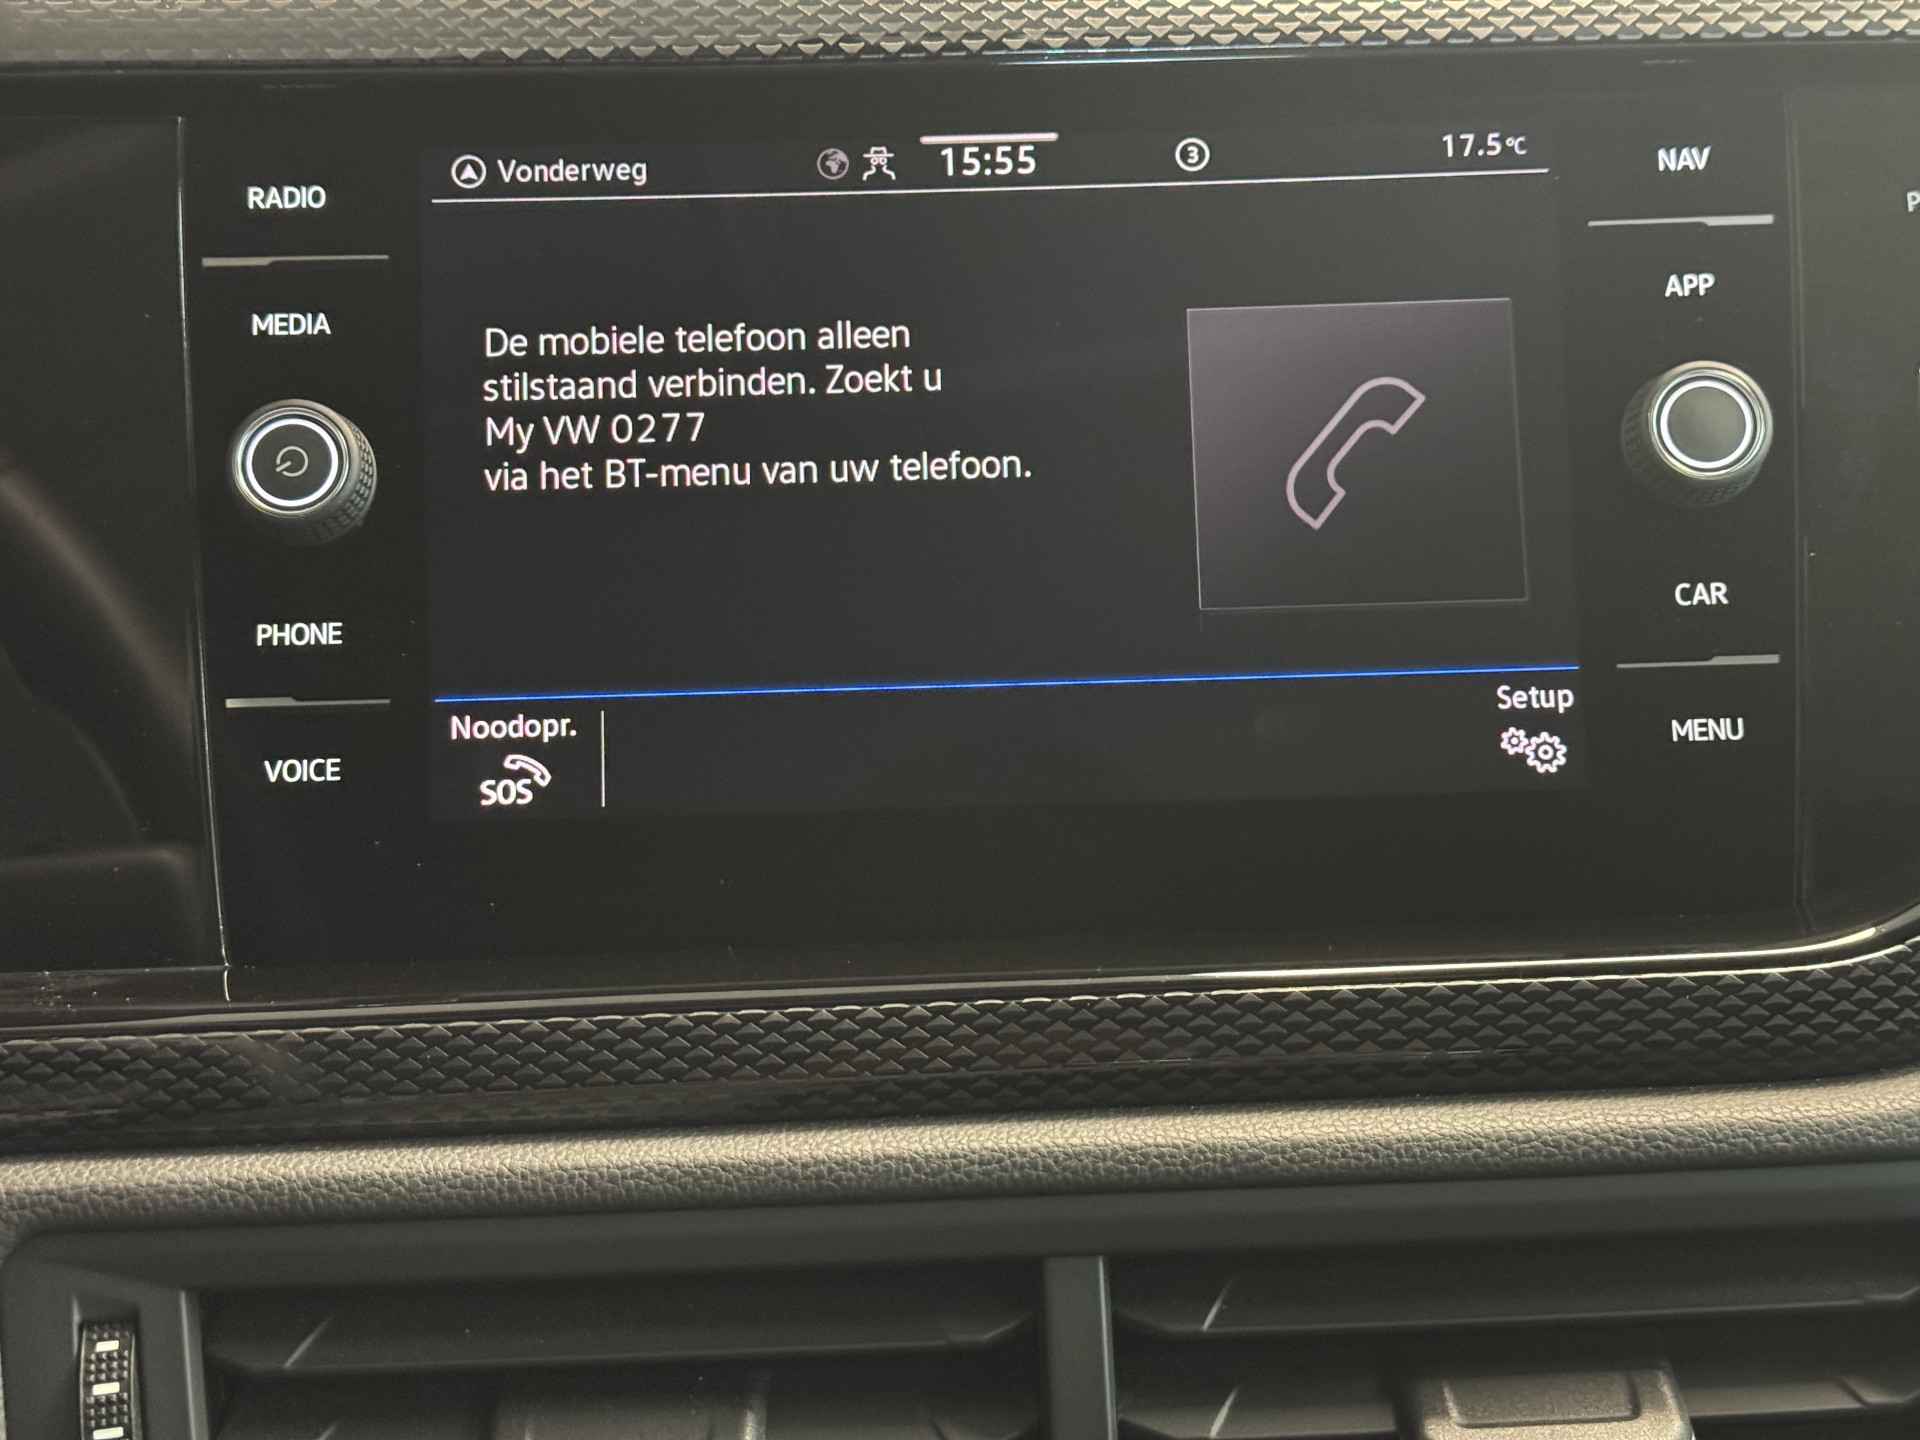 Vonderweg
15:55
3
17.5°C
RADIO
MEDIA
PHONE
VOICE
De mobiele telefoon alleen
stilstaand verbinden. Zoekt u
My VW 0277
via het BT-menu van uw telefoon.
Noodopr.
SOS
Setup
NAV
APP
CAR
MENU